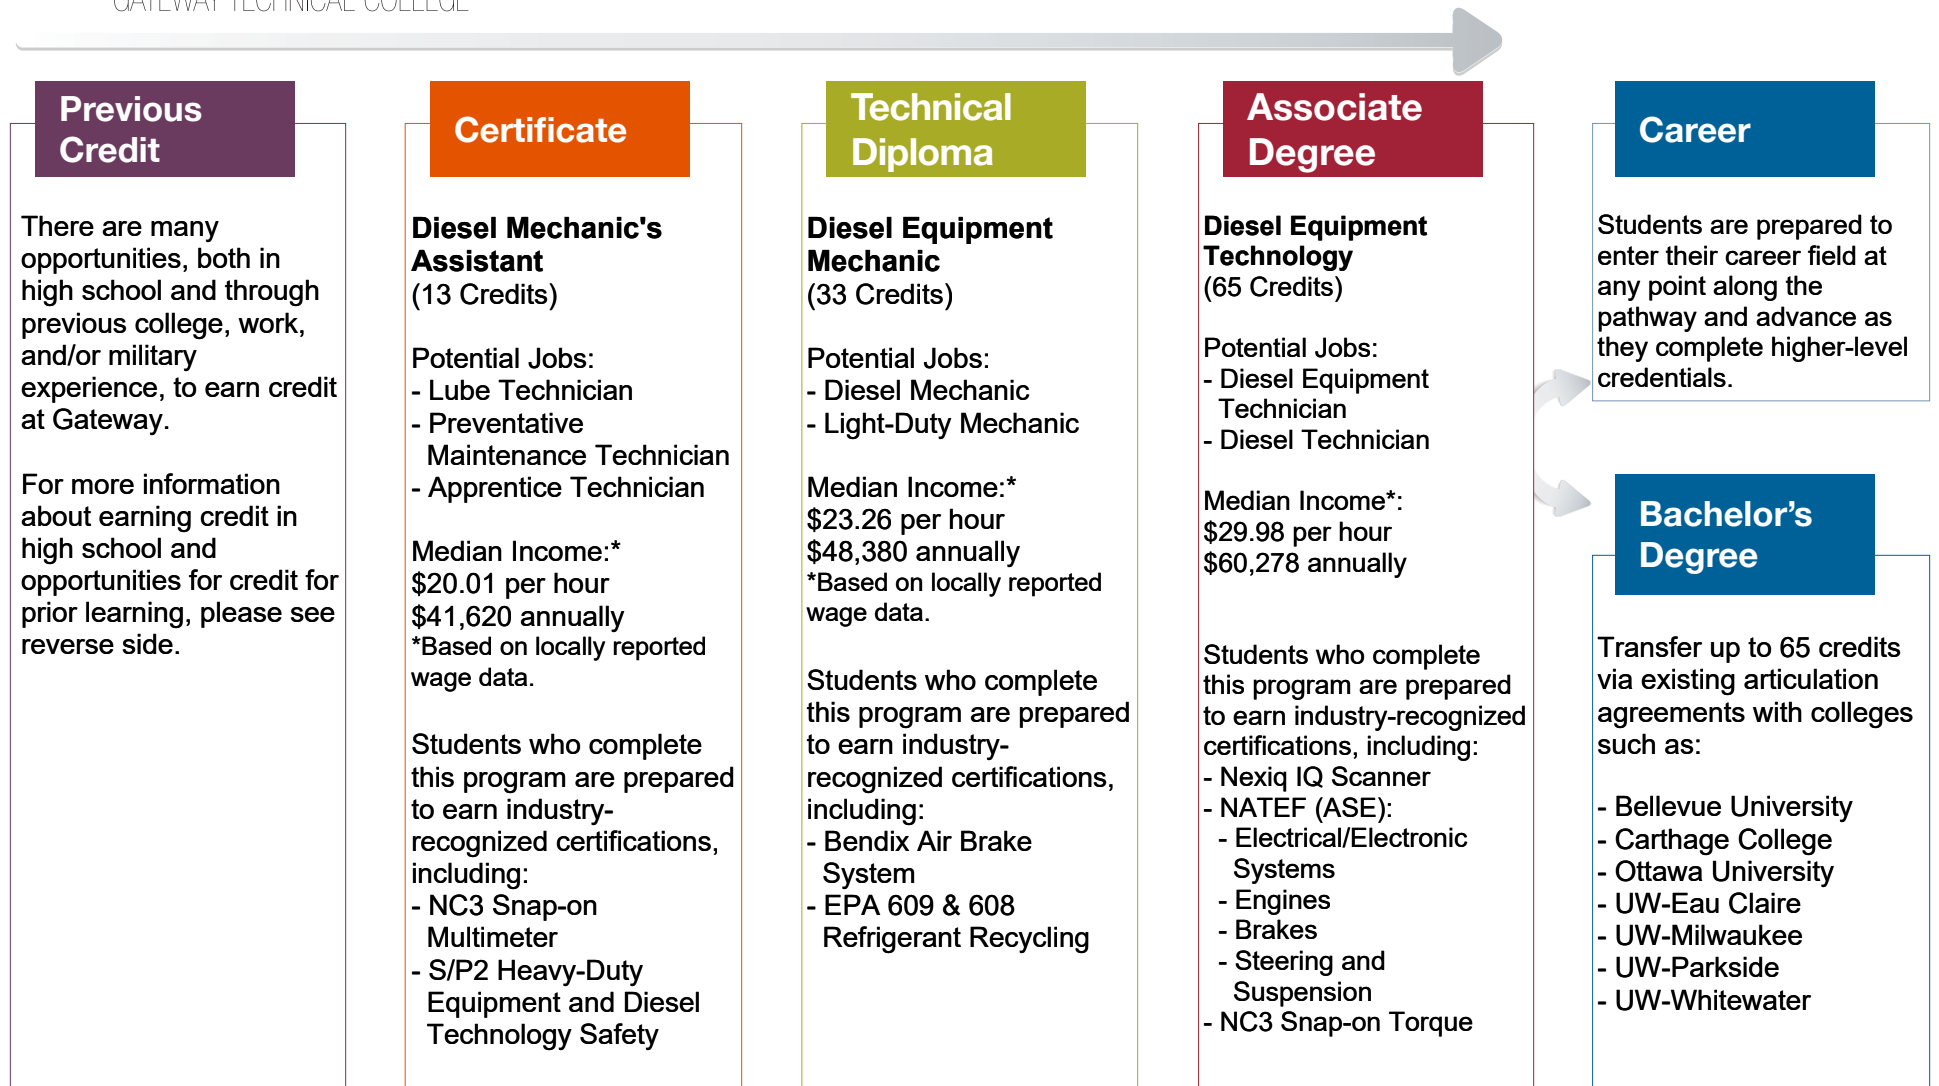 GATEWAY TECHNICAL COLLEGE
Previous
Credit
There are many
opportunities, both in
high school and through
previous college, work,
and/or military
experience, to earn credit
at Gateway.
For more information
about earning credit in
high school and
opportunities for credit for
prior learning, please see
reverse side.
Certificate
Diesel Mechanic's
Assistant
(13 Credits)
Potential Jobs:
- Lube Technician
- Preventative
Maintenance Technician
- Apprentice Technician
Median Income:*
$20.01 per hour
$41,620 annually
*Based on locally reported
wage data.
Students who complete
this program are prepared
to earn industry-
recognized certifications,
including:
- NC3 Snap-on
Multimeter
- S/P2 Heavy-Duty
Equipment and Diesel
Technology Safety
Technical
Diploma
Diesel Equipment
Mechanic
(33 Credits)
Potential Jobs:
- Diesel Mechanic
- Light-Duty Mechanic
Median Income:*
$23.26 per hour
$48,380 annually
*Based on locally reported
wage data.
Students who complete
this program are prepared
to earn industry-
recognized certifications,
including:
- Bendix Air Brake
System
- EPA 609 & 608
Refrigerant Recycling
Associate
Degree
Diesel Equipment
Technology
(65 Credits)
Potential Jobs:
- Diesel Equipment
Technician
- Diesel Technician
Median Income*:
$29.98 per hour
$60,278 annually
Students who complete
this program are prepared
to earn industry-recognized
certifications, including:
- Nexiq IQ Scanner
- NATEF (ASE):
- Electrical/Electronic
Systems
- Engines
- Brakes
- Steering and
Suspension
- NC3 Snap-on Torque
Career
Students are prepared to
enter their career field at
any point along the
pathway and advance as
they complete higher-level
credentials.
Bachelor’s
Degree
Transfer up to 65 credits
via existing articulation
agreements with colleges
such as:
- Bellevue University
- Carthage College
- Ottawa University
- UW-Eau Claire
- UW-Milwaukee
- UW-Parkside
- UW-Whitewater